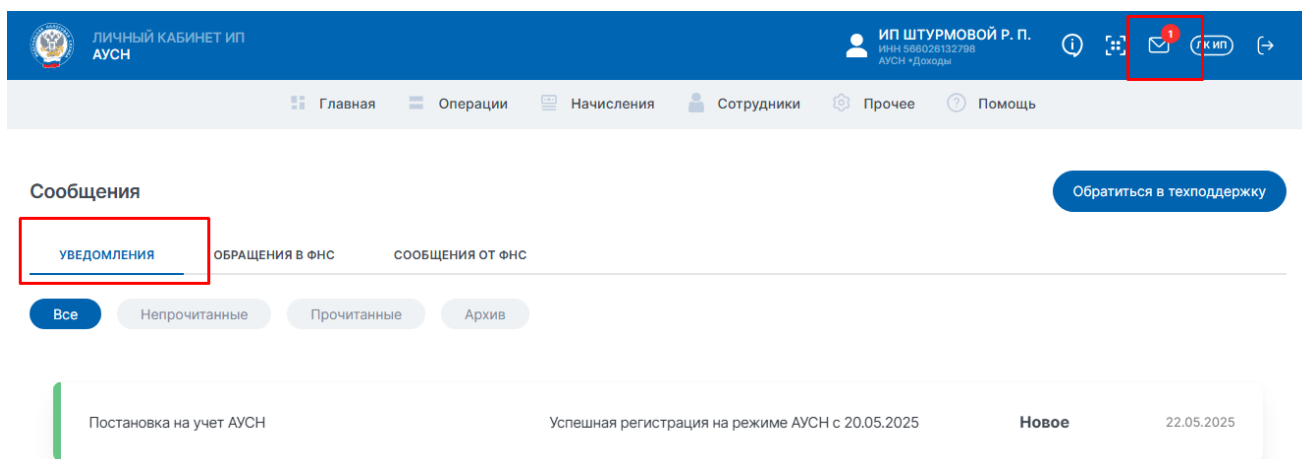 ЛИЧНЫЙ КАБИНЕТ ИП
АУСН
ИП ШТУРМОВОЙ Р. П.
ИНН 566026132798
АУСН •Доходы
1
ЛК ИП
Главная
Операции
Начисления
Сотрудники
Прочее
Помощь
Сообщения
Обратиться в техподдержку
УВЕДОМЛЕНИЯ
ОБРАЩЕНИЯ В ФНС
СООБЩЕНИЯ ОТ ФНС
Все
Непрочитанные
Прочитанные
Архив
Постановка на учет АУСН
Успешная регистрация на режиме АУСН с 20.05.2025
Новое
22.05.2025